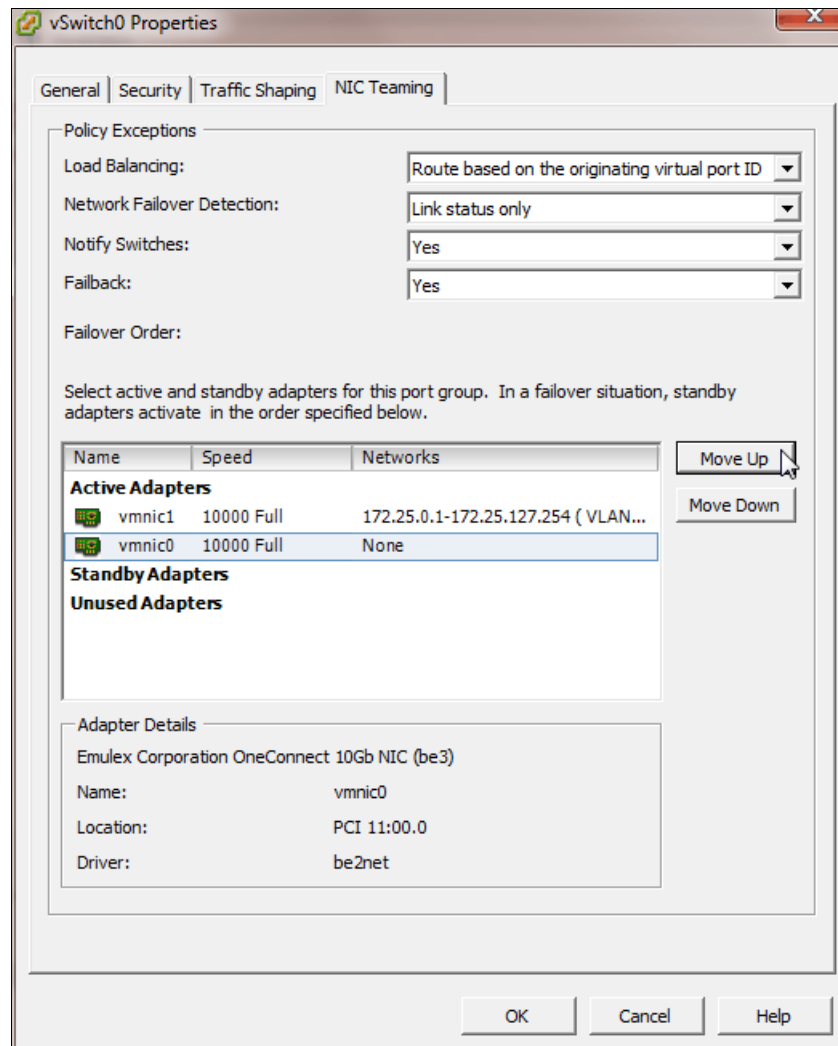 vSwitch0 Properties
General Security Traffic Shaping NIC Teaming
Policy Exceptions
Load Balancing: Route based on the originating virtual port ID
Network Failover Detection: Link status only
Notify Switches: Yes
Failback: Yes
Failover Order:
Select active and standby adapters for this port group. In a failover situation, standby
adapters activate in the order specified below.
Name Speed Networks Move Up
Active Adapters
vmnic1 10000 Full 172.25.0.1-172.25.127.254 ( VLAN... Move Down
vmnic0 10000 Full None
Standby Adapters
Unused Adapters
Adapter Details
Emulex Corporation OneConnect 10Gb NIC (be3)
Name: vmnic0
Location: PCI 11:00.0
Driver: be2net
OK Cancel Help